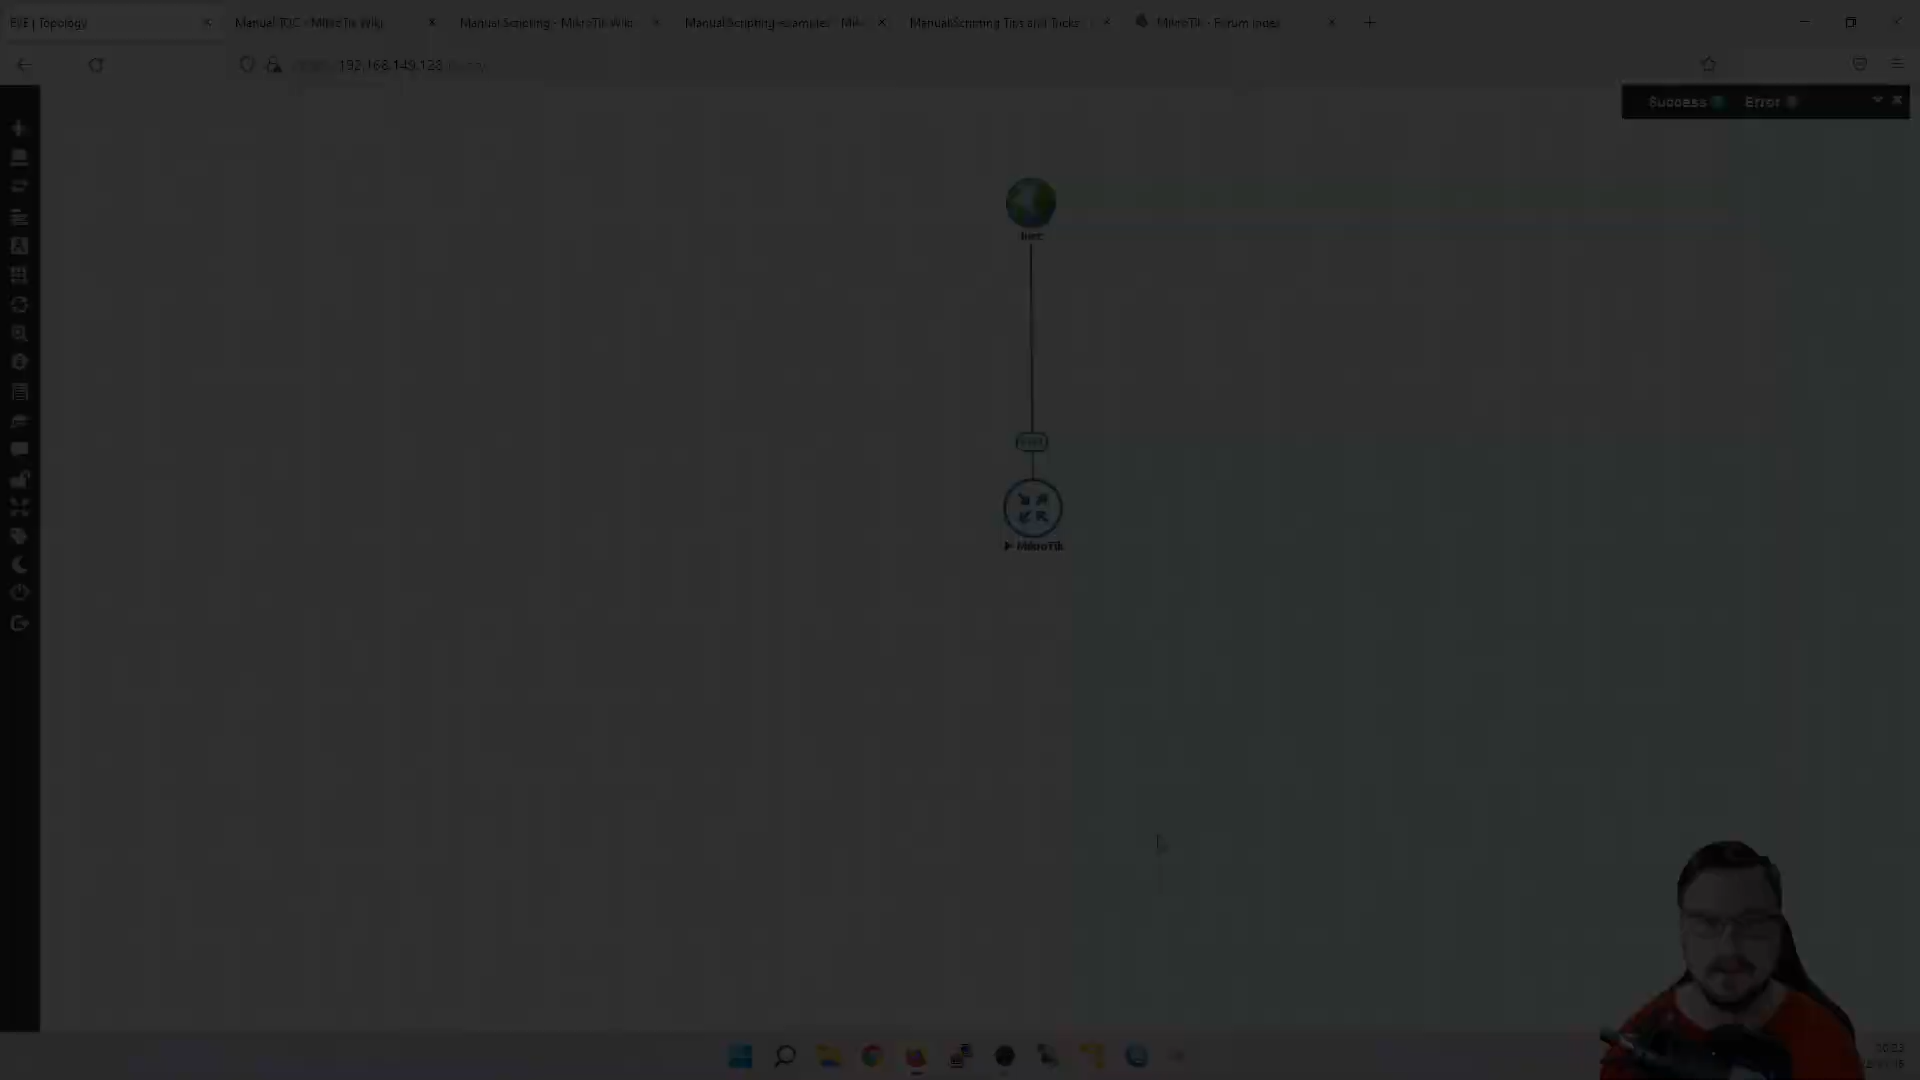 EVE | Topology
Manual:TOC - MikroTik Wiki
Manual:Scripting - MikroTik Wiki
Manual:Scripting-examples - Mik
Manual:Scripting Tips and Tricks
MikroTik - Forum index
192.168.149.128
Success
Error
MikroTik